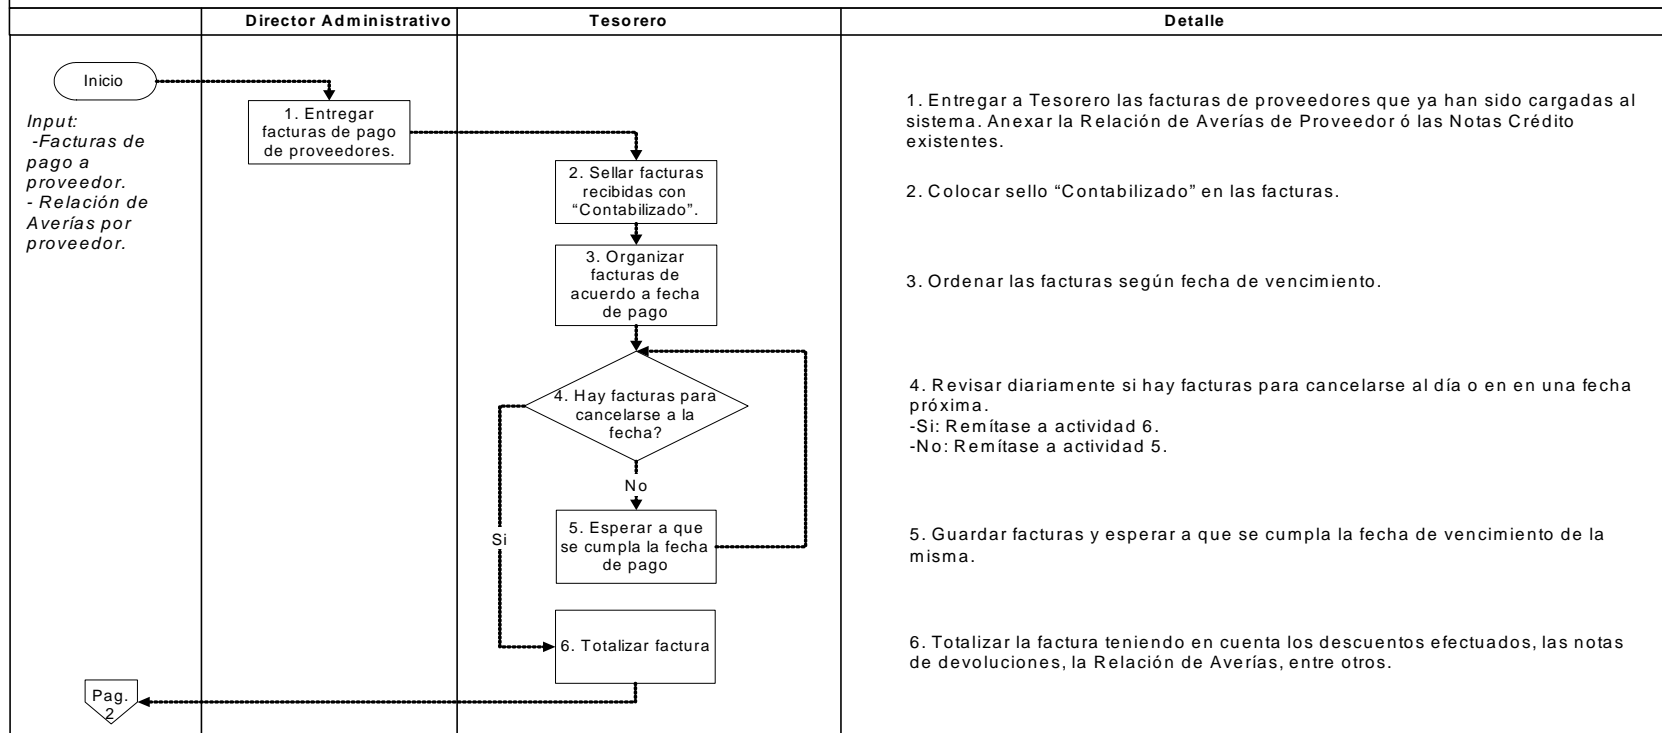 Director Administrativo
Tesorero
Detalle
Inicio
Input:
-Facturas de
pago a
proveedor.
- Relación de
Averías por
proveedor.
1. Entregar
facturas de pago
de proveedores.
2. Sellar facturas
recibidas con
“Contabilizado”.
3. Organizar
facturas de
acuerdo a fecha
de pago
4. Hay facturas para
cancelarse a la
fecha?
No
Si
5. Esperar a que
se cumpla la fecha
de pago
6. Totalizar factura
Pag.
2
1. Entregar a Tesorero las facturas de proveedores que ya han sido cargadas al
sistema. Anexar la Relación de Averías de Proveedor ó las Notas Crédito
existentes.
2. Colocar sello “Contabilizado” en las facturas.
3. Ordenar las facturas según fecha de vencimiento.
4. Revisar diariamente si hay facturas para cancelarse al día o en en una fecha
próxima.
-Si: Remítase a actividad 6.
-No: Remítase a actividad 5.
5. Guardar facturas y esperar a que se cumpla la fecha de vencimiento de la
misma.
6. Totalizar la factura teniendo en cuenta los descuentos efectuados, las notas
de devoluciones, la Relación de Averías, entre otros.